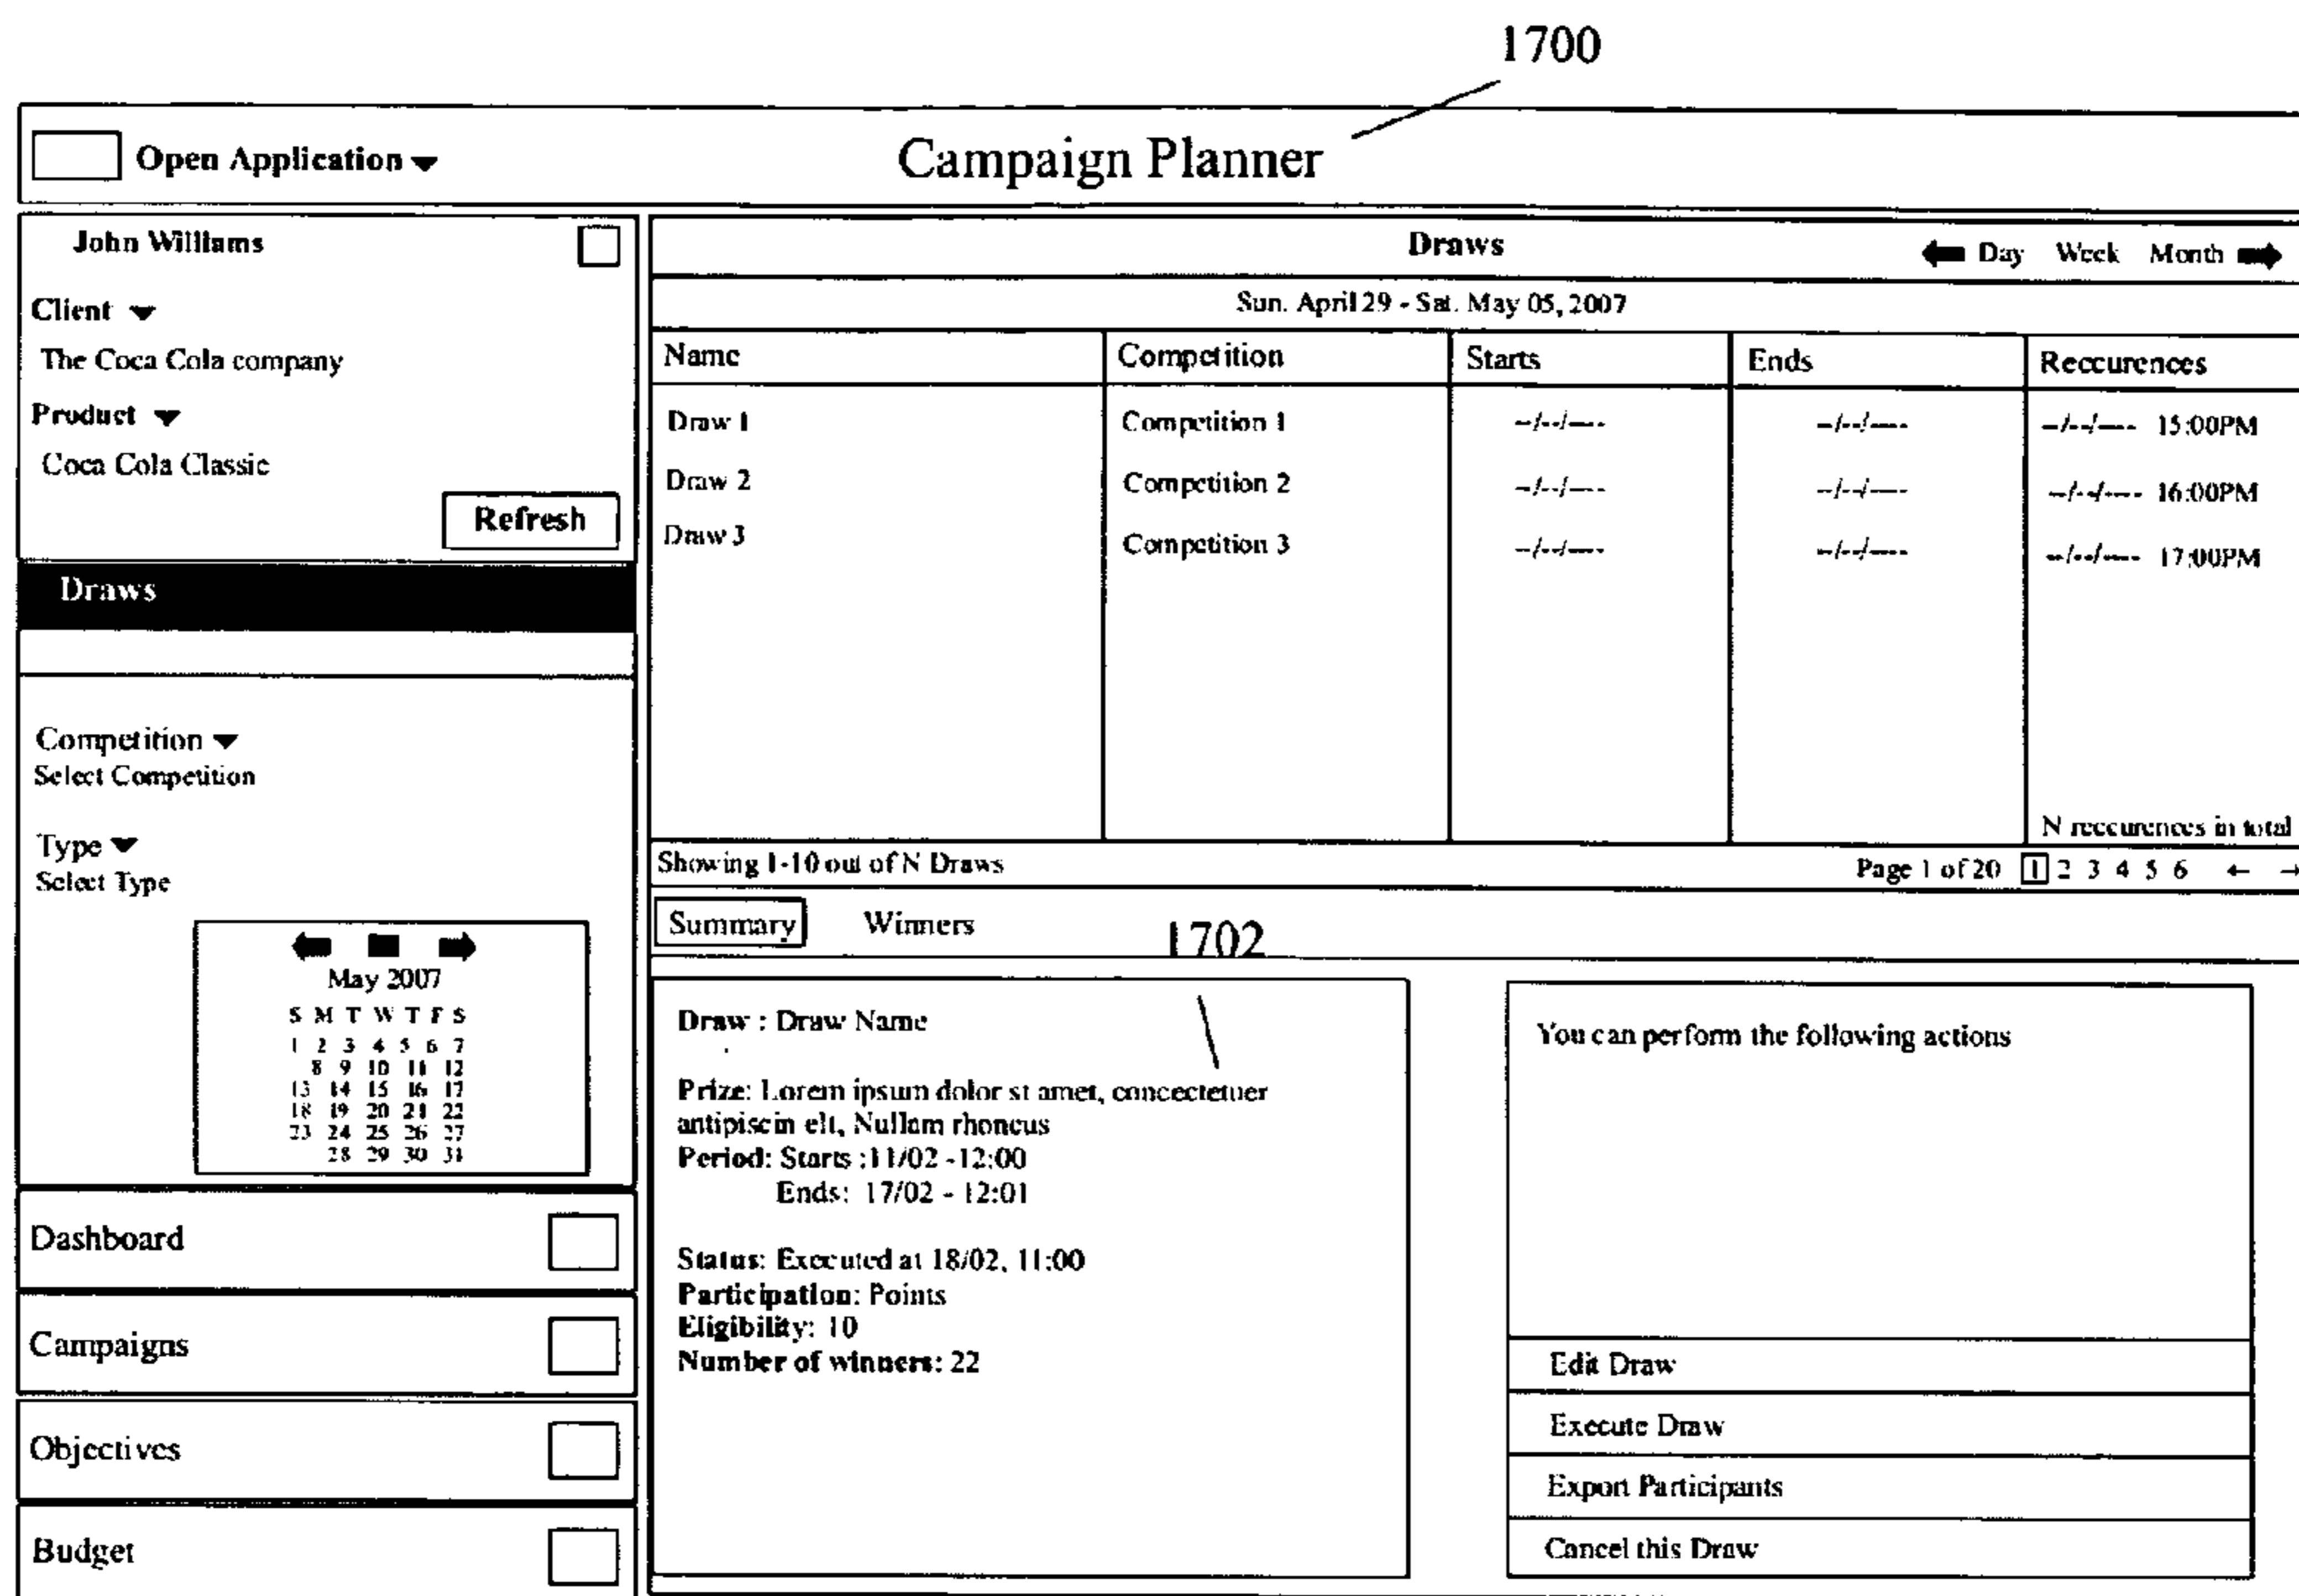 1700
Open Application
Campaign Planner
John Williams
Client
The Coca Cola company
Product
Coca Cola Classic
Refresh
Draws
Competition
Select Competition
Type
Select Type
May 2007
S M T W T F S
1 2 3 4 5 6 7
8 9 10 11 12
13 14 15 16 17
18 19 20 21 22
23 24 25 26 27
28 29 30 31
Dashboard
Campaigns
Objectives
Budget
Draws Day Week Month
Sun. April 29 - Sat. May 05, 2007
Name Competition Starts Ends Reccurences
Draw 1 Competition 1 --/--/---- --/--/---- --/--/---- 15:00PM
Draw 2 Competition 2 --/--/---- --/--/---- --/--/---- 16:00PM
Draw 3 Competition 3 --/--/---- --/--/---- --/--/---- 17:00PM
N reccurences in total
Showing 1-10 out of N Draws Page 1 of 20 1 2 3 4 5 6 ← →
Summary Winners
1702
Draw : Draw Name
Prize: Lorem ipsum dolor st amet, concectetuer
antipiscin elt, Nullam rhoncus
Period: Starts :11/02 -12:00
Ends: 17/02 - 12:01
Status: Executed at 18/02, 11:00
Participation: Points
Eligibility: 10
Number of winners: 22
You can perform the following actions
Edit Draw
Execute Draw
Export Participants
Cancel this Draw